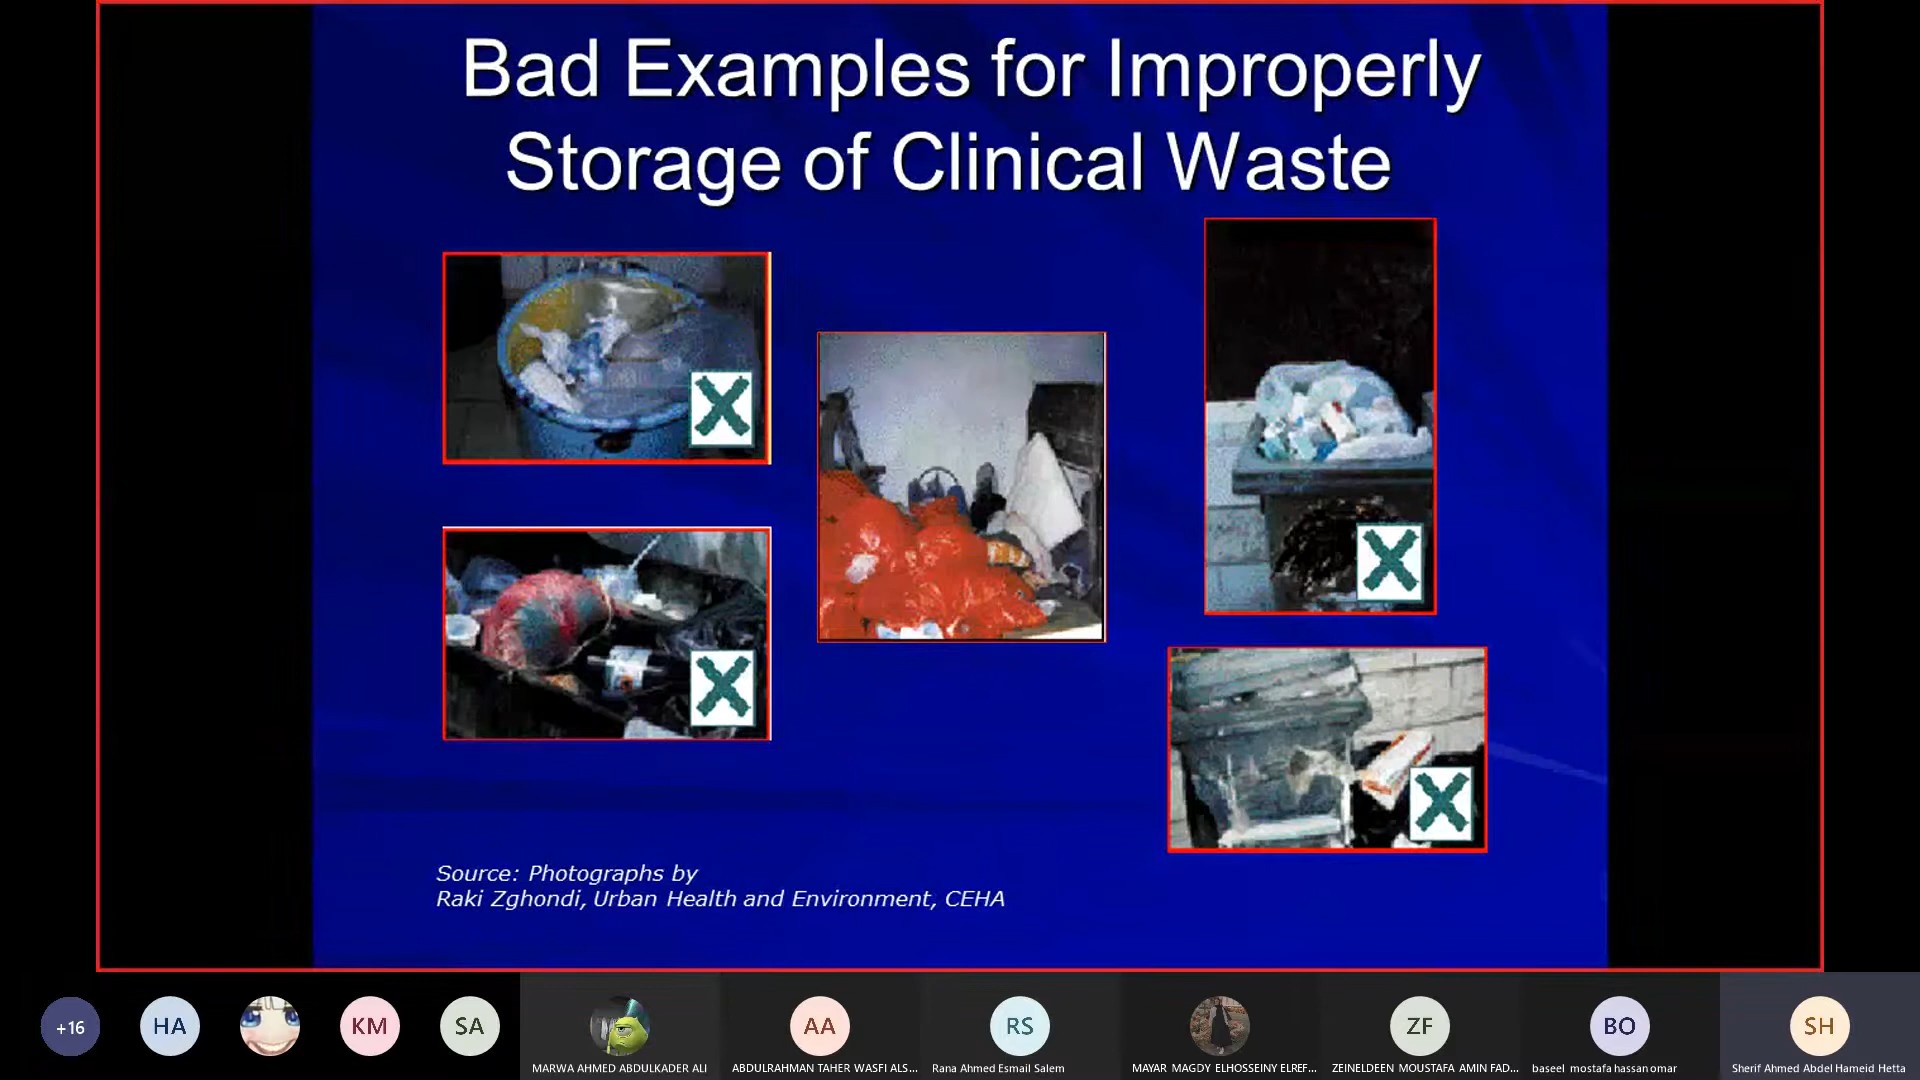 Bad Examples for Improperly
Storage of Clinical Waste
Source: Photographs by
Raki Zghondi, Urban Health and Environment, CEHA
+16
HA
KM
SA
AA
RS
ZF
BO
SH
MARWA AHMED ABDULKADER ALI
ABDULRAHMAN TAHER WASFI ALS...
Rana Ahmed Esmail Salem
MAYAR MAGDY ELHOSSEINY ELREF...
ZEINELDEEN MOUSTAFA AMIN FAD...
baseel mostafa hassan omar
Sherif Ahmed Abdel Hameid Hetta